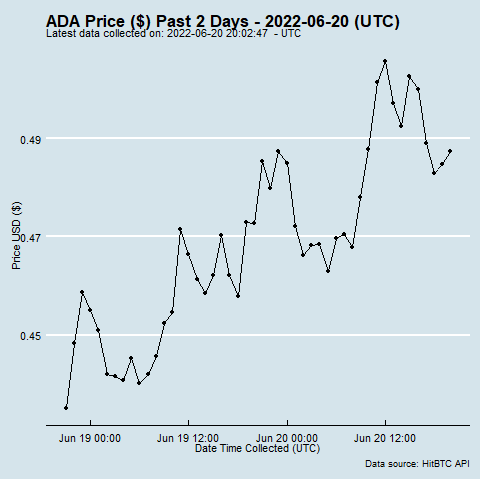 ADA Price ($) Past 2 Days - 2022-06-20 (UTC)
Latest data collected on: 2022-06-20 20:02:47 - UTC
0.49
0.47
0.45
Price USD ($)
Jun 19 00:00 Jun 19 12:00 Jun 20 00:00 Jun 20 12:00
Date Time Collected (UTC)
Data source: HitBTC API